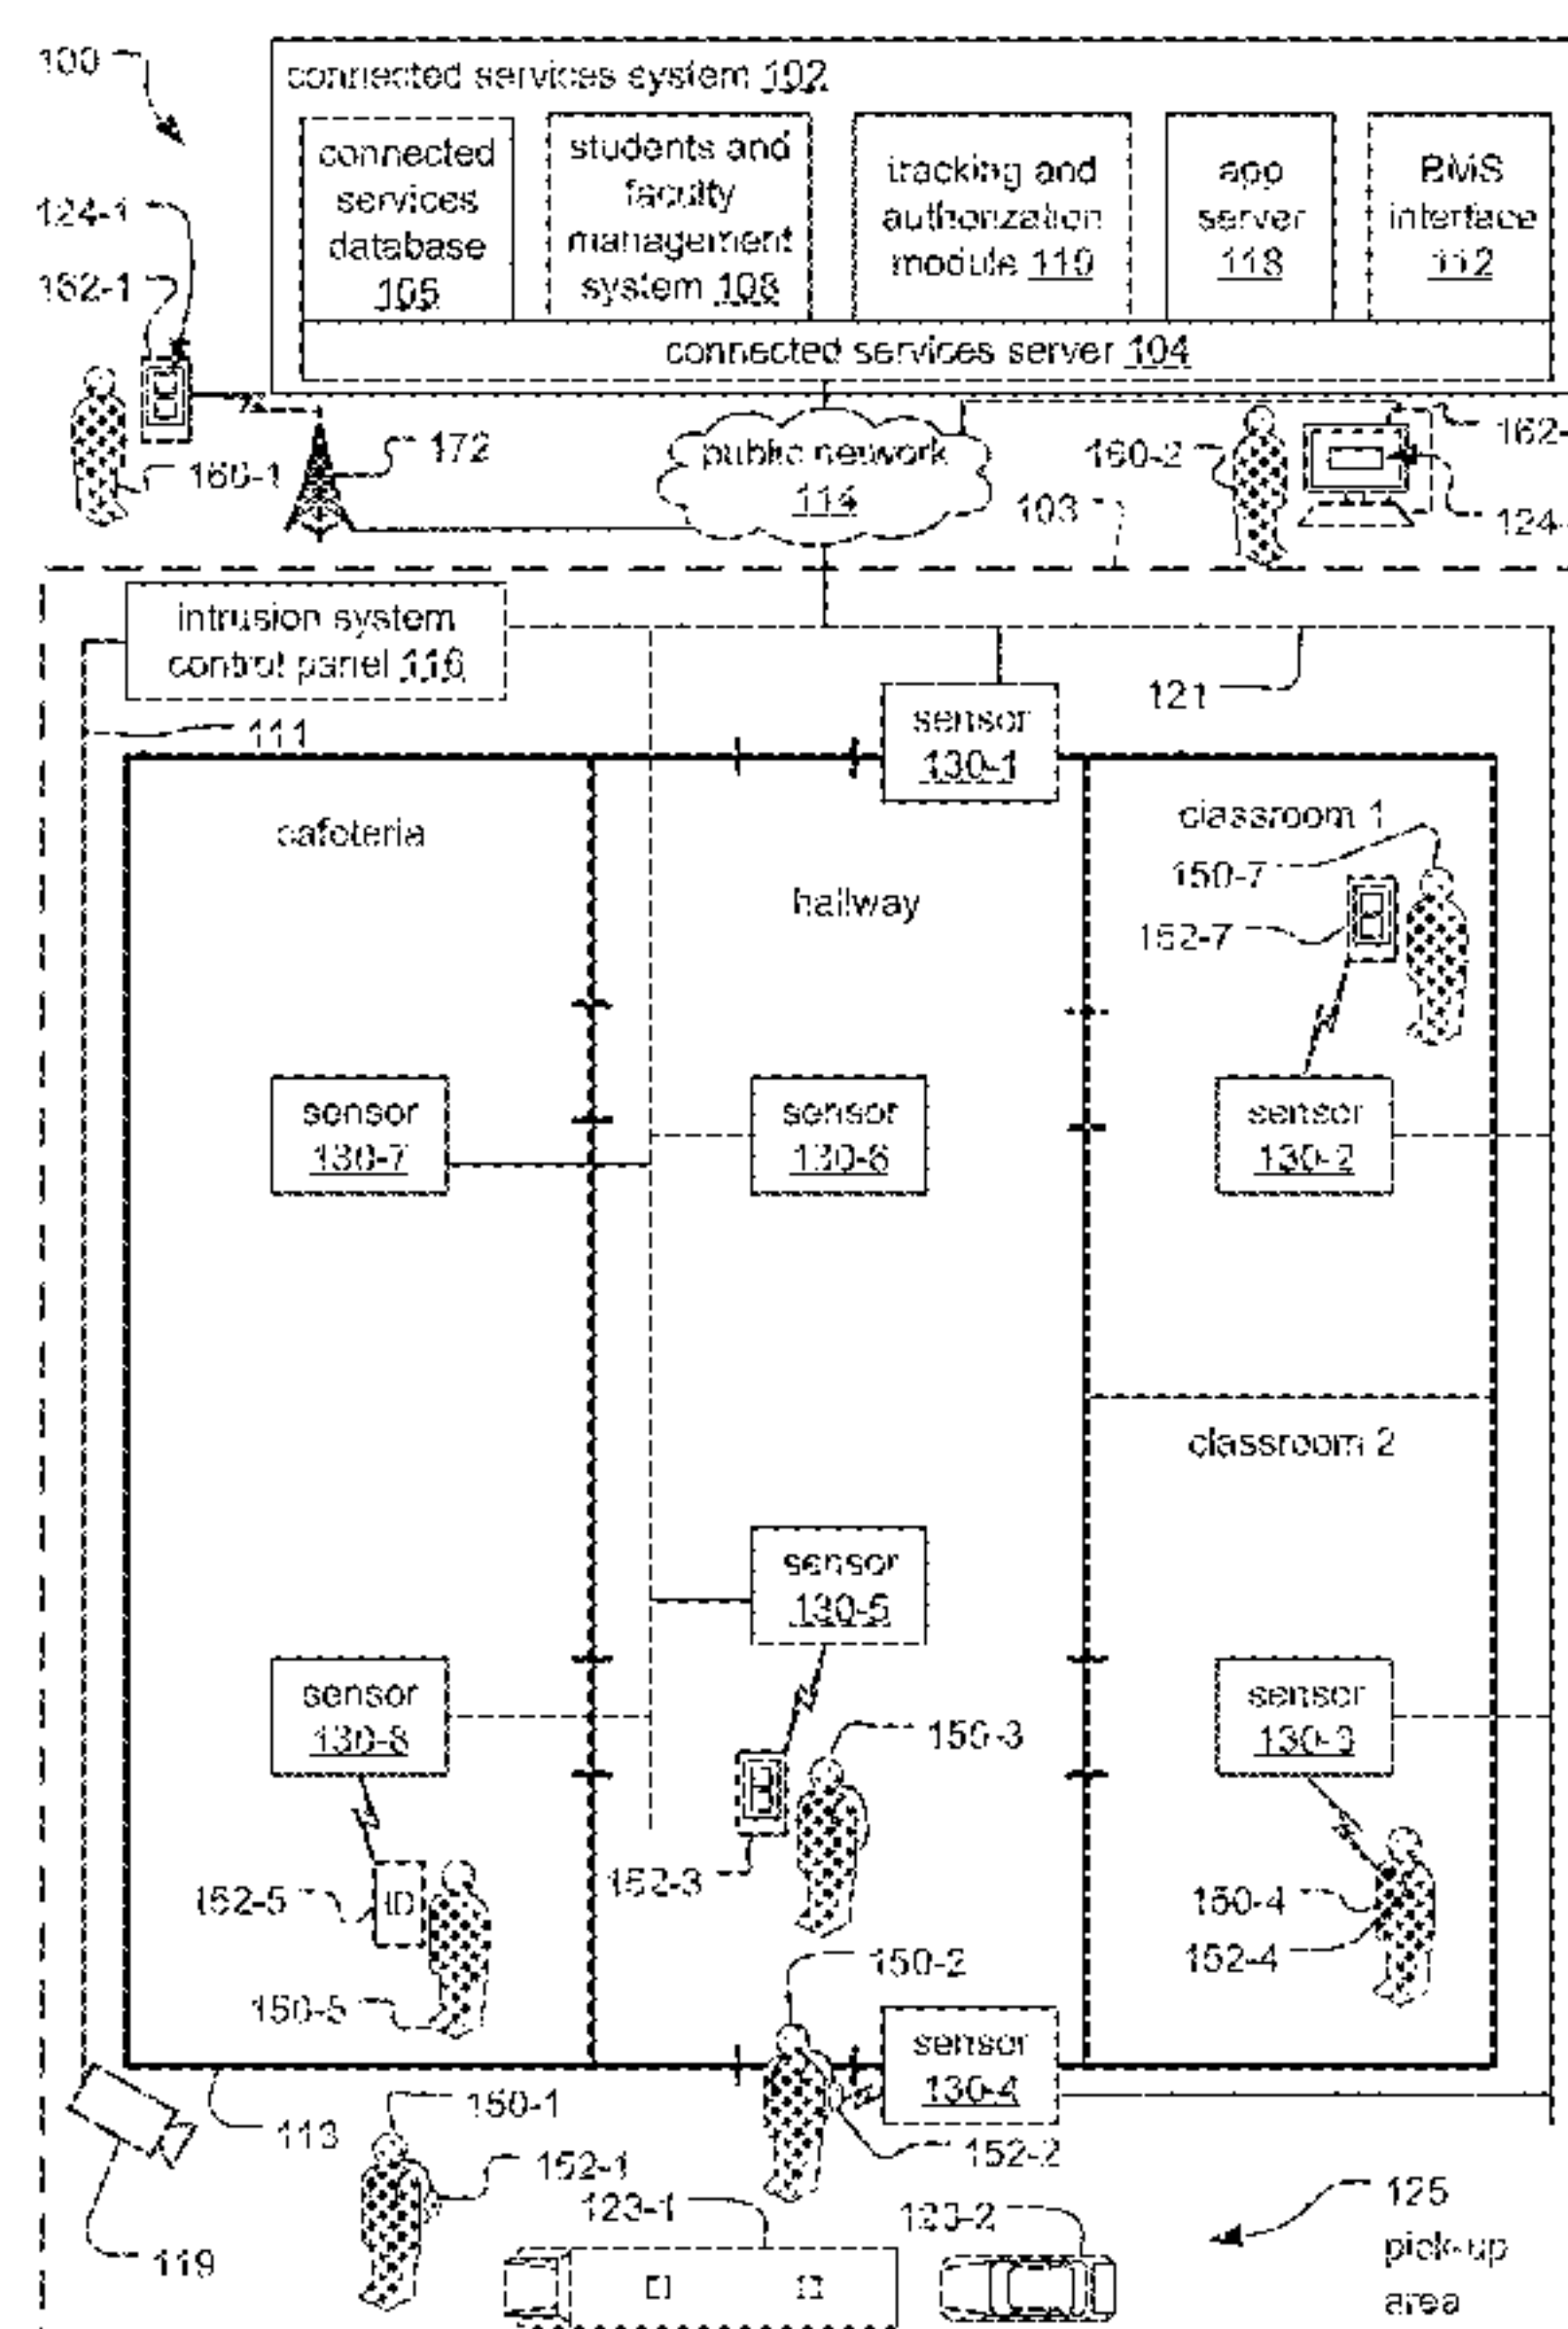 100
connected services system 102
connected
services
database
106
students and
faculty
management
system 108
tracking and
authorization
module 110
app
server
118
BMS
interface
112
connected services server 104
124-1
162-1
160-1
172
public network
114
160-2
162-
124-
103
intrusion system
control panel 116
121
111
sensor
130-1
cafeteria
hallway
classroom 1
150-7
152-7
sensor
130-7
sensor
130-6
sensor
130-2
classroom 2
sensor
130-5
sensor
130-8
sensor
130-3
150-3
152-3
152-5
ID
150-5
150-4
152-4
150-2
sensor
130-4
152-2
113
150-1
152-1
119
123-1
123-2
125
pick-up
area